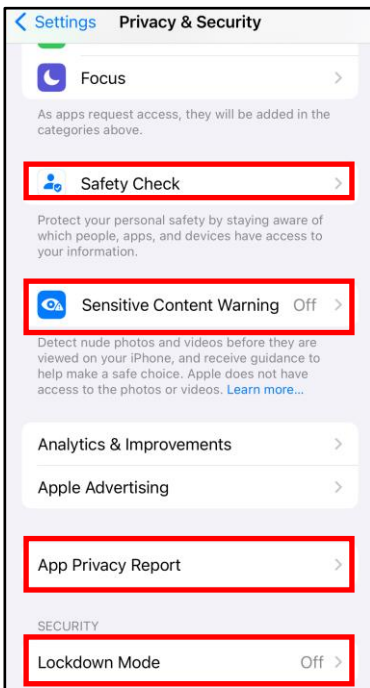 Settings Privacy & Security
Focus
As apps request access, they will be added in the
categories above.
Safety Check
Protect your personal safety by staying aware of
which people, apps, and devices have access to
your information.
Sensitive Content Warning Off
Detect nude photos and videos before they are
viewed on your iPhone, and receive guidance to
help make a safe choice. Apple does not have
access to the photos or videos. Learn more...
Analytics & Improvements
Apple Advertising
App Privacy Report
SECURITY
Lockdown Mode Off